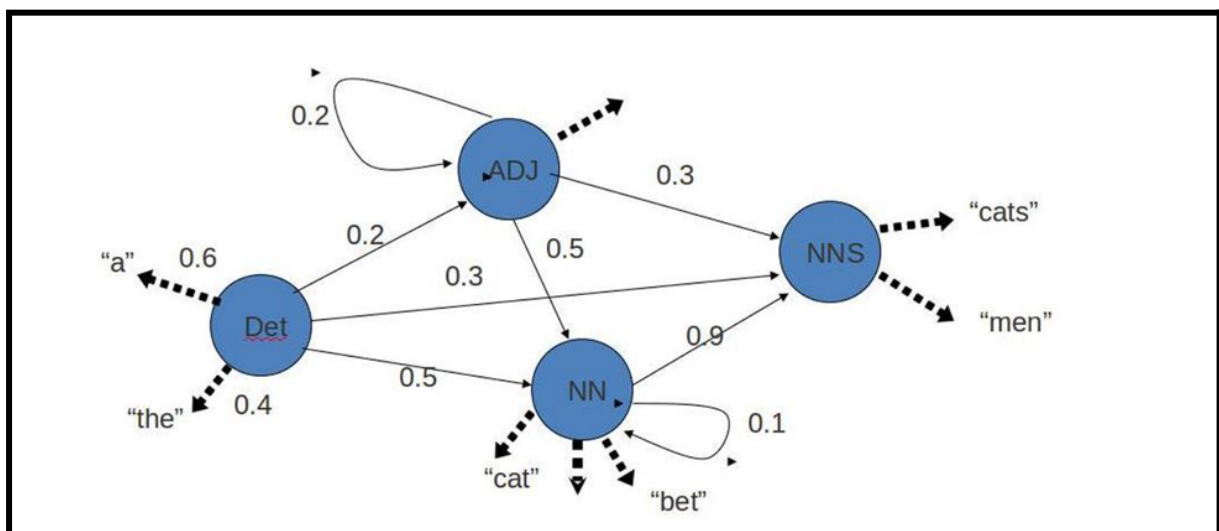 0.2
ADJ
0.3
"cats"
0.2
0.5
NNS
"a"
0.6
0.3
"men"
Det
0.9
0.5
NN
"the"
0.4
0.1
"cat"
"bet"